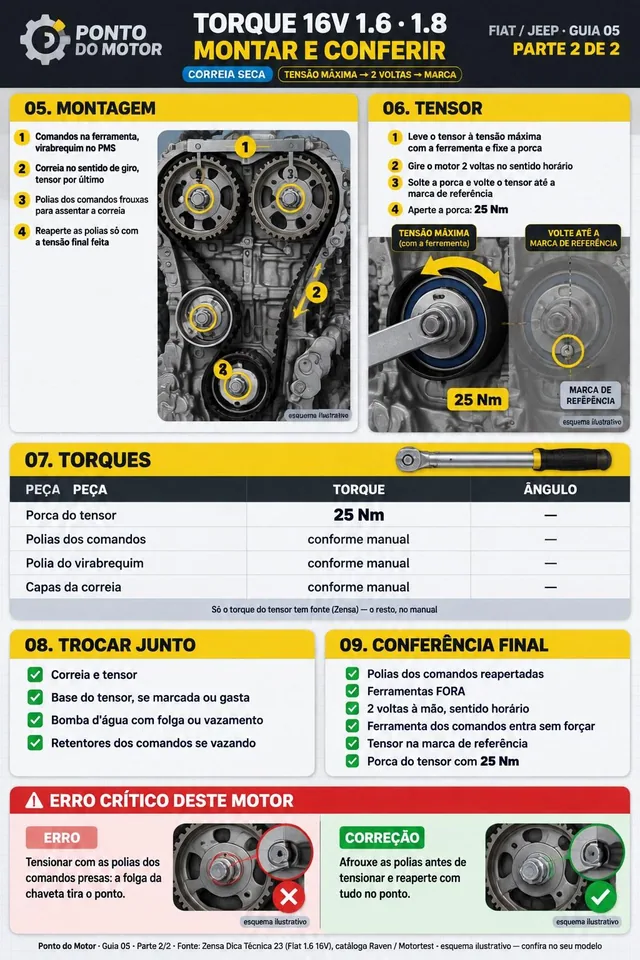 PONTO
DO MOTOR
TORQUE 16V 1.6 · 1.8
MONTAR E CONFERIR
CORREIA SECA
TENSÃO MÁXIMA → 2 VOLTAS → MARCA
FIAT / JEEP · GUIA 05
PARTE 2 DE 2
05. MONTAGEM
1 Comandos na ferramenta,
virabrequim no PMS
2 Correia no sentido de giro,
tensor por último
3 Polias dos comandos frouxas
para assentar a correia
4 Reaperte as polias só com
a tensão final feita
1
3
2
esquema ilustrativo
06. TENSOR
1 Leve o tensor à tensão máxima
com a ferramenta e fixe a porca
2 Gire o motor 2 voltas no sentido horário
3 Solte a porca e volte o tensor até a
marca de referência
4 Aperte a porca: 25 Nm
TENSÃO MÁXIMA
(com a ferramenta)
VOLTE ATÉ A
MARCA DE REFERÊNCIA
25 Nm
MARCA DE
REFÊPÊNCIA
esquema ilustrativo
07. TORQUES
PEÇA PEÇA TORQUE ÂNGULO
Porca do tensor 25 Nm —
Polias dos comandos conforme manual —
Polia do virabrequim conforme manual —
Capas da correia conforme manual —
Só o torque do tensor tem fonte (Zensa) — o resto, no manual
08. TROCAR JUNTO
Correia e tensor
Base do tensor, se marcada ou gasta
Bomba d'água com folga ou vazamento
Retentores dos comandos se vazando
09. CONFERÊNCIA FINAL
Polias dos comandos reapertadas
Ferramentas FORA
2 voltas à mão, sentido horário
Ferramenta dos comandos entra sem forçar
Tensor na marca de referência
Porca do tensor com 25 Nm
ERRO CRÍTICO DESTE MOTOR
ERRO
Tensionar com as polias dos
comandos presas: a folga da
chaveta tira o ponto.
esquema ilustrativo
CORREÇÃO
Afrouxe as polias antes de
tensionar e reaperte com
tudo no ponto.
esquema ilustrativo
Ponto do Motor · Guia 05 · Parte 2/2 · Fonte: Zensa Dica Técnica 23 (Fiat 1.6 16V), catálogo Raven / Motortest · esquema ilustrativo — confira no seu modelo